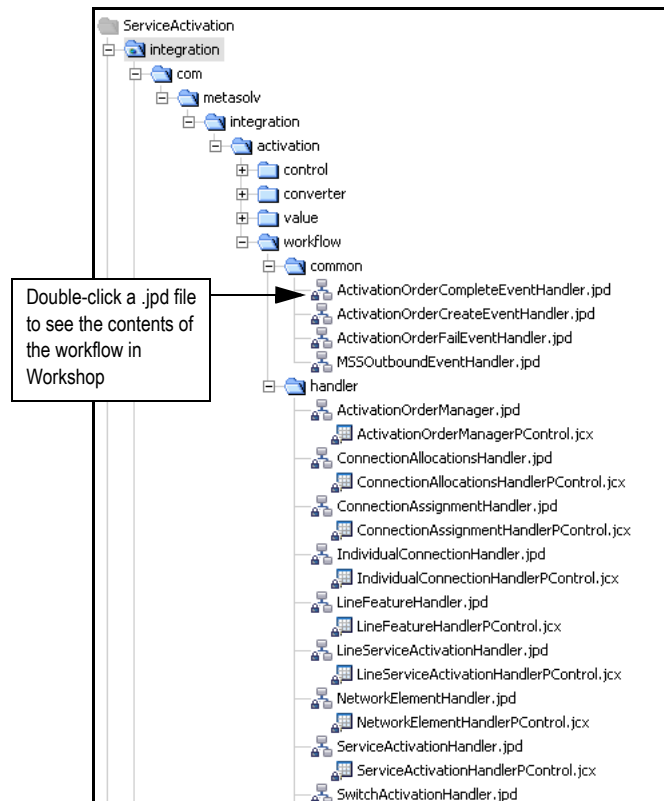 ServiceActivation
integration
com
metasolv
integration
activation
control
converter
value
workflow
common
Double-click a .jpd file
to see the contents of
the workflow in
Workshop
ActivationOrderCompleteEventHandler.jpd
ActivationOrderCreateEventHandler.jpd
ActivationOrderFailEventHandler.jpd
MSSOutboundEventHandler.jpd
handler
ActivationOrderManager.jpd
ActivationOrderManagerPControl.jcx
ConnectionAllocationsHandler.jpd
ConnectionAllocationsHandlerPControl.jcx
ConnectionAssignmentHandler.jpd
ConnectionAssignmentHandlerPControl.jcx
IndividualConnectionHandler.jpd
IndividualConnectionHandlerPControl.jcx
LineFeatureHandler.jpd
LineFeatureHandlerPControl.jcx
LineServiceActivationHandler.jpd
LineServiceActivationHandlerPControl.jcx
NetworkElementHandler.jpd
NetworkElementHandlerPControl.jcx
ServiceActivationHandler.jpd
ServiceActivationHandlerPControl.jcx
SwitchActivationHandler.jpd